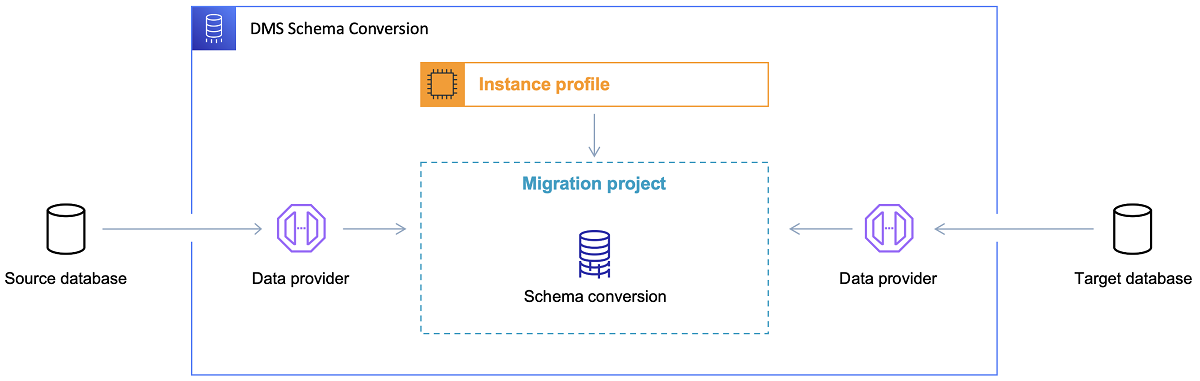 DMS Schema Conversion
Instance profile
Migration project
Source database
Data provider
Schema conversion
Data provider
Target database